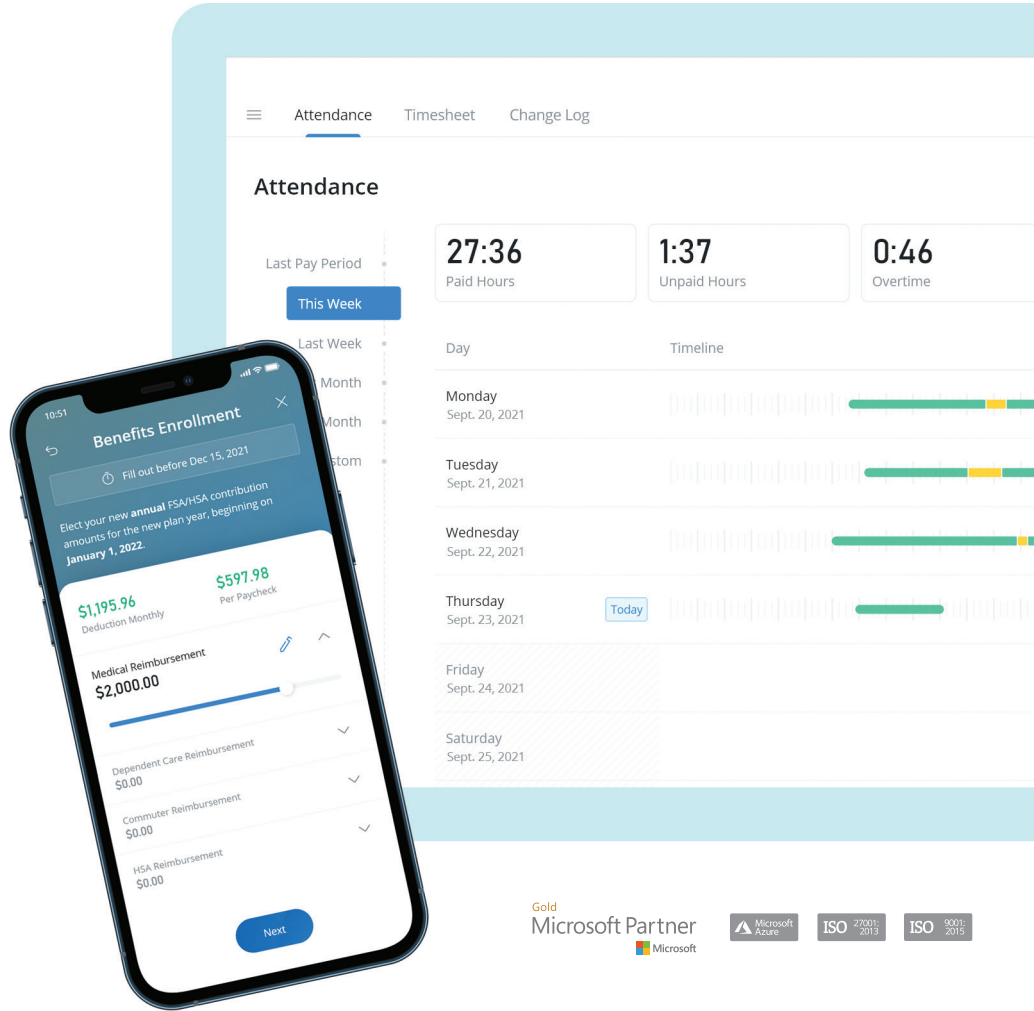 Attendance
Timesheet
Change Log
Attendance
Last Pay Period
This Week
Last Week
Month
Month
27:36
Paid Hours
1:37
Unpaid Hours
0:46
Overtime
Day
Timeline
Monday
Sept. 20, 2021
Tuesday
Sept. 21, 2021
Wednesday
Sept. 22, 2021
Thursday
Sept. 23, 2021
Today
Friday
Sept. 24, 2021
Saturday
Sept. 25, 2021
10:51
Benefits Enrollment
Fill out before Dec 15, 2021
Elect your new annual FSA/HSA contribution
amounts for the new plan year, beginning on
January 1, 2022.
$1,195.96
Deduction Monthly
$597.98
Per Paycheck
Medical Reimbursement
$2,000.00
Dependent Care Reimbursement
$0.00
Commuter Reimbursement
$0.00
HSA Reimbursement
$0.00
Next
Gold
Microsoft Partner
Microsoft
Microsoft
Azure
ISO 27001:
2013
ISO 9001:
2015